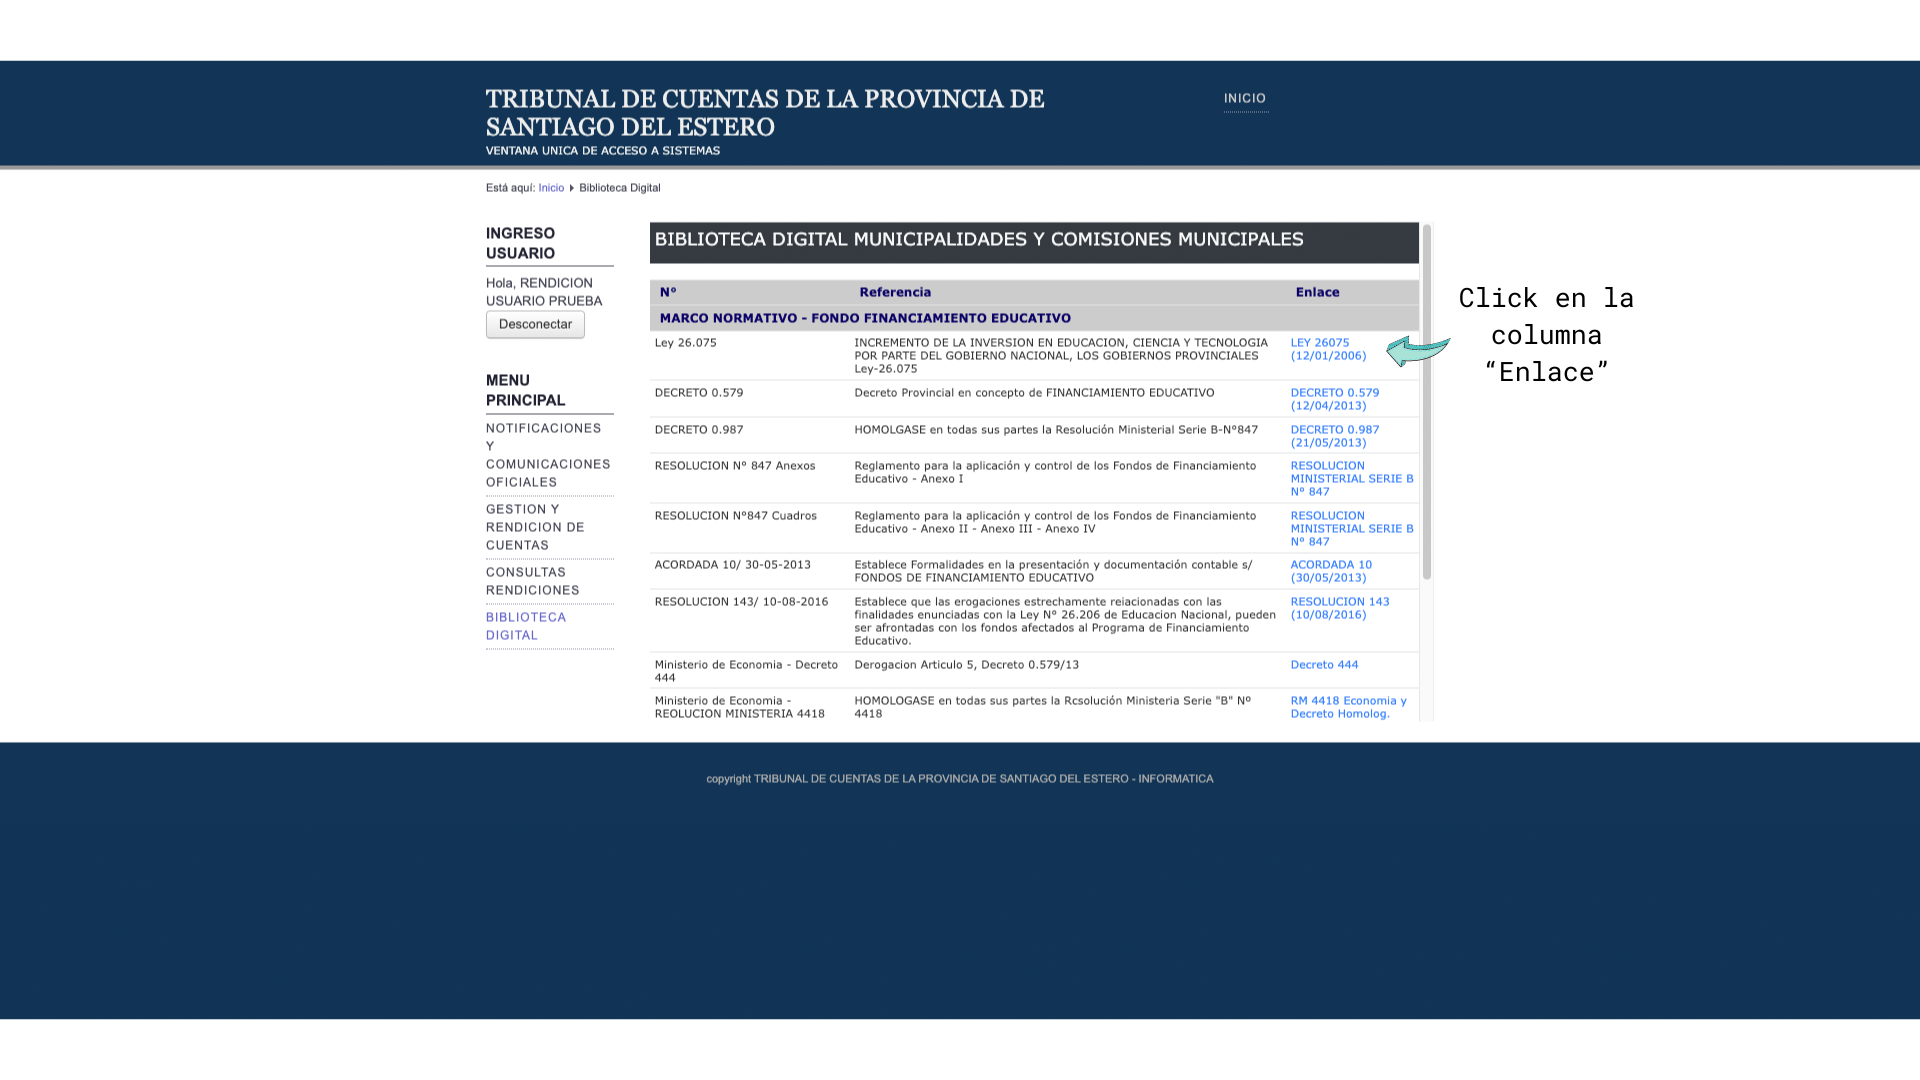 TRIBUNAL DE CUENTAS DE LA PROVINCIA DE
SANTIAGO DEL ESTERO
VENTANA UNICA DE ACCESO A SISTEMAS
INICIO
Está aquí: Inicio Biblioteca Digital
INGRESO
USUARIO
Hola, RENDICION
USUARIO PRUEBA
Desconectar
MENU
PRINCIPAL
NOTIFICACIONES
Y
COMUNICACIONES
OFICIALES
GESTION Y
RENDICION DE
CUENTAS
CONSULTAS
RENDICIONES
BIBLIOTECA
DIGITAL
BIBLIOTECA DIGITAL MUNICIPALIDADES Y COMISIONES MUNICIPALES
Nº Referencia Enlace
MARCO NORMATIVO - FONDO FINANCIAMIENTO EDUCATIVO
Ley 26.075 INCREMENTO DE LA INVERSION EN EDUCACION, CIENCIA Y TECNOLOGIA LEY 26075
POR PARTE DEL GOBIERNO NACIONAL, LOS GOBIERNOS PROVINCIALES (12/01/2006)
Ley-26.075
DECRETO 0.579 Decreto Provincial en concepto de FINANCIAMIENTO EDUCATIVO DECRETO 0.579
(12/04/2013)
DECRETO 0.987 HOMOLGASE en todas sus partes la Resolución Ministerial Serie B-Nº847 DECRETO 0.987
(21/05/2013)
RESOLUCION Nº 847 Anexos Reglamento para la aplicación y control de los Fondos de Financiamiento RESOLUCION
Educativo - Anexo I MINISTERIAL SERIE B
Nº 847
RESOLUCION Nº847 Cuadros Reglamento para la aplicación y control de los Fondos de Financiamiento RESOLUCION
Educativo - Anexo II - Anexo III - Anexo IV MINISTERIAL SERIE B
Nº 847
ACORDADA 10/ 30-05-2013 Establece Formalidades en la presentación y documentación contable s/ ACORDADA 10
FONDOS DE FINANCIAMIENTO EDUCATIVO (30/05/2013)
RESOLUCION 143/ 10-08-2016 Establece que las erogaciones estrechamente reiacionadas con las RESOLUCION 143
finalidades enunciadas con la Ley Nº 26.206 de Educacion Nacional, pueden (10/08/2016)
ser afrontadas con los fondos afectados al Programa de Financiamiento
Educativo.
Ministerio de Economia - Decreto Derogacion Articulo 5, Decreto 0.579/13 Decreto 444
444
Ministerio de Economia - HOMOLOGASE en todas sus partes la Rcsolución Ministeria Serie "B" Nº RM 4418 Economia y
REOLUCION MINISTERIA 4418 4418 Decreto Homolog.
Click en la
columna
“Enlace”
copyright TRIBUNAL DE CUENTAS DE LA PROVINCIA DE SANTIAGO DEL ESTERO - INFORMATICA